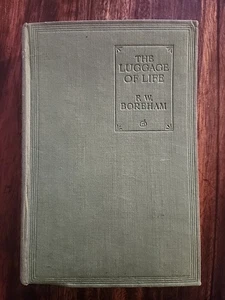 THE
LUGGAGE
OF LIFE
F. W.
BOREHAM